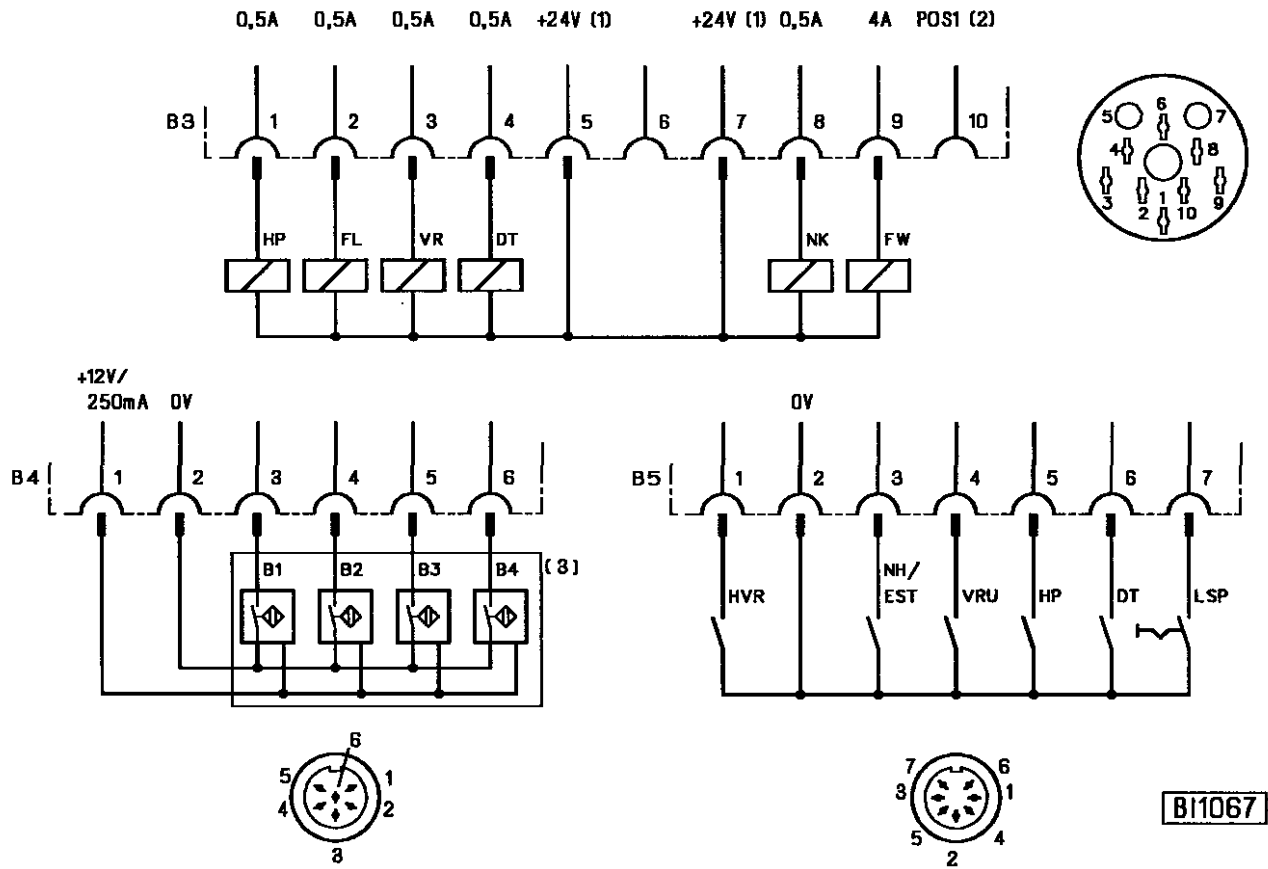 0,5A 0,5A 0,5A 0,5A +24V (1) +24V (1) 0,5A 4A POS1 (2)
B3 1 2 3 4 5 6 7 8 9 10
HP FL VR DT NK FW
5 6 7
4 8
3 2 1 10 9
+12V/
250mA 0V
B4 1 2 3 4 5 6
B1 B2 B3 B4 (3)
6
5 1
4 2
3
0V
B5 1 2 3 4 5 6 7
HVR NH/
EST VRU HP DT LSP
7 6
3 1
5 4
2
BI1067